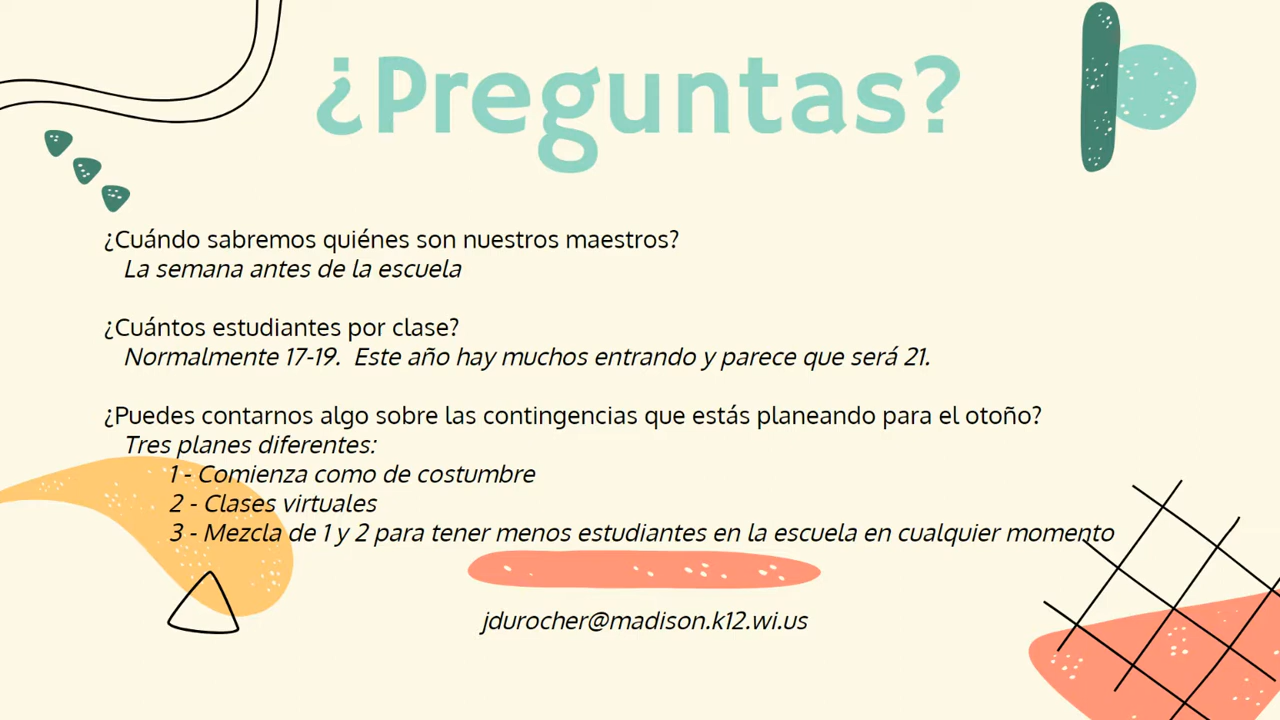 ¿Preguntas?
¿Cuándo sabremos quiénes son nuestros maestros?
La semana antes de la escuela
¿Cuántos estudiantes por clase?
Normalmente 17-19. Este año hay muchos entrando y parece que será 21.
¿Puedes contarnos algo sobre las contingencias que estás planeando para el otoño?
Tres planes diferentes:
1 - Comienza como de costumbre
2 - Clases virtuales
3 - Mezcla de 1 y 2 para tener menos estudiantes en la escuela en cualquier momento
jdurocher@madison.k12.wi.us